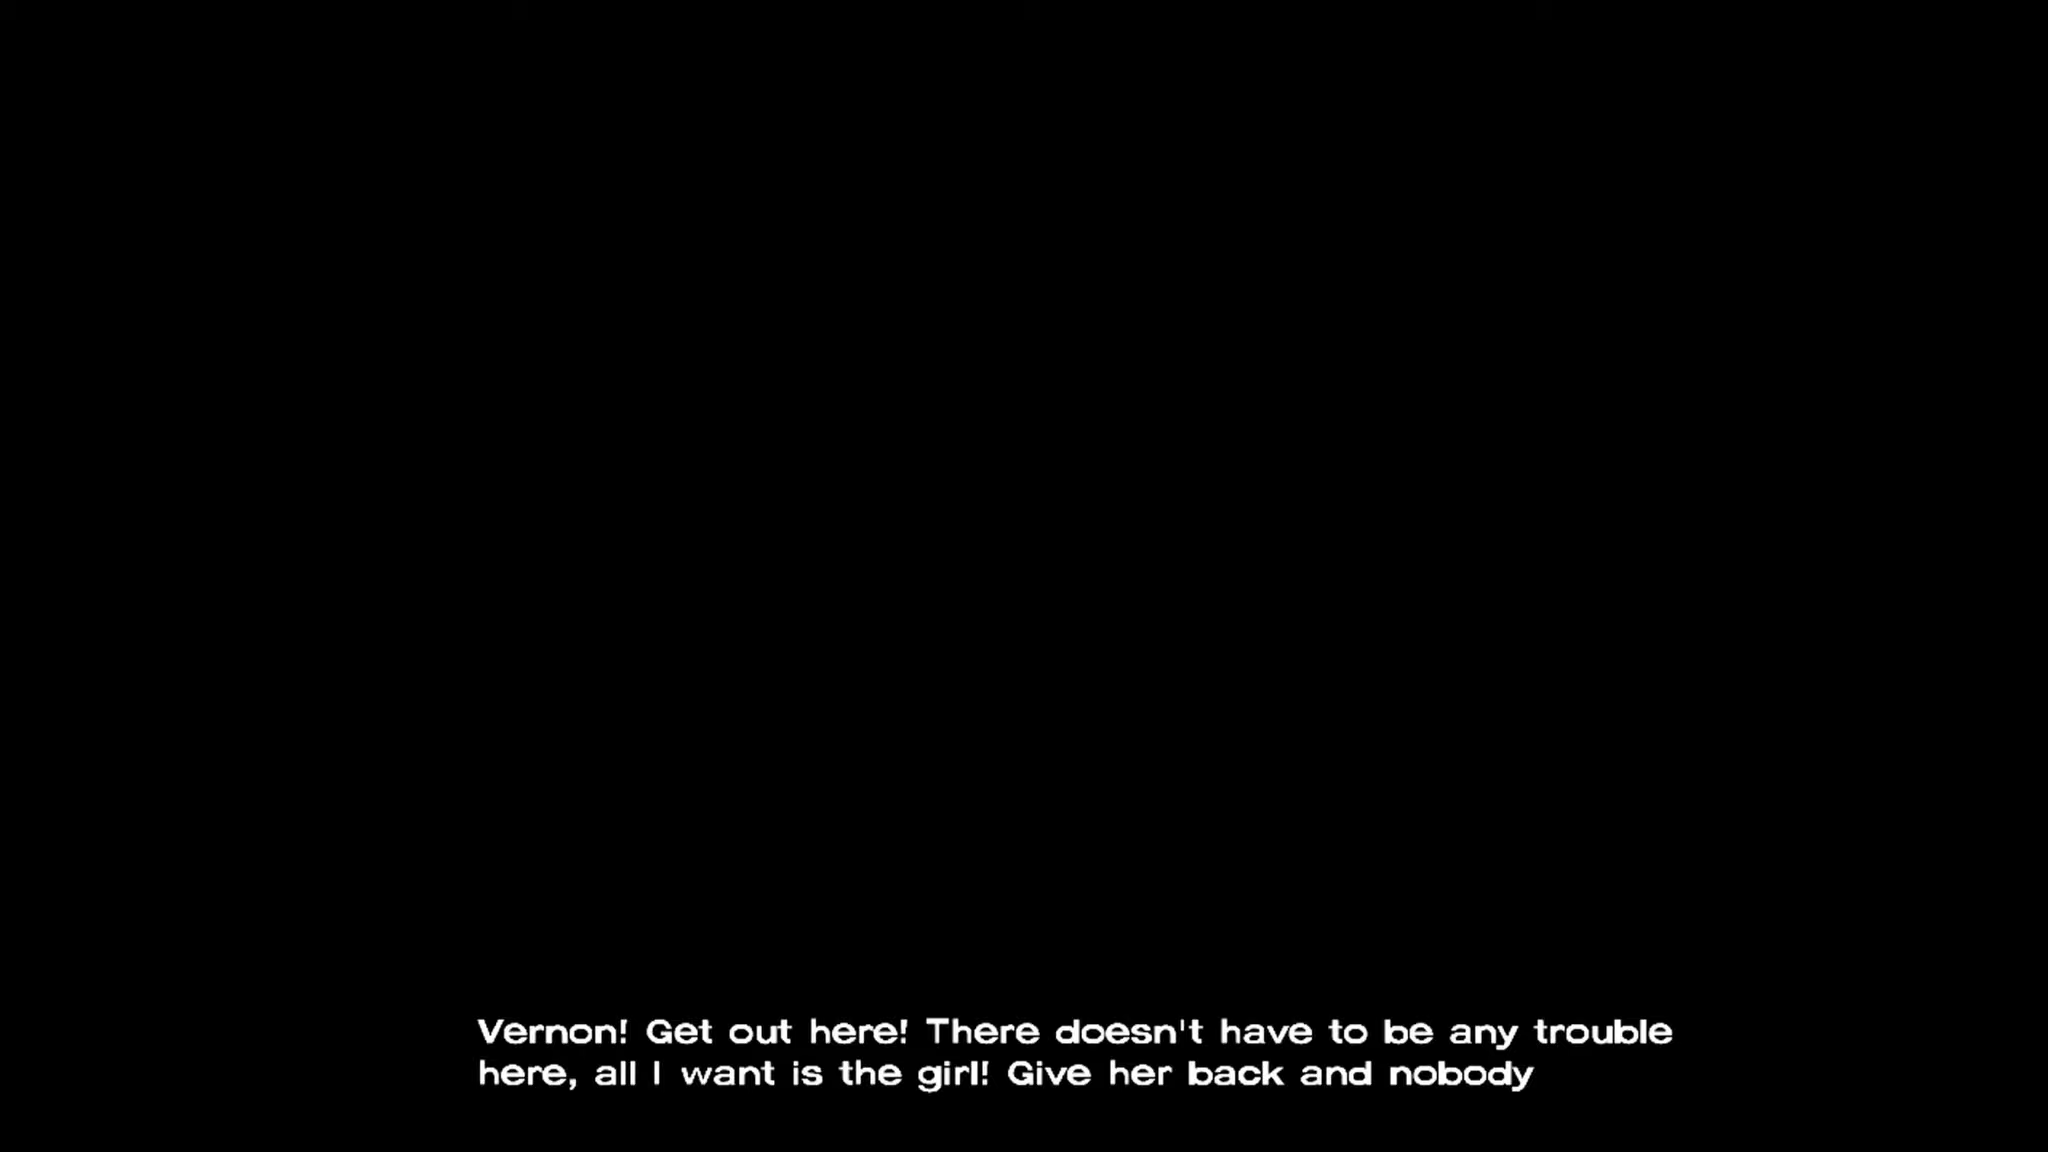 Vernon! Get out here! There doesn't have to be any trouble
here, all I want is the girl! Give her back and nobody